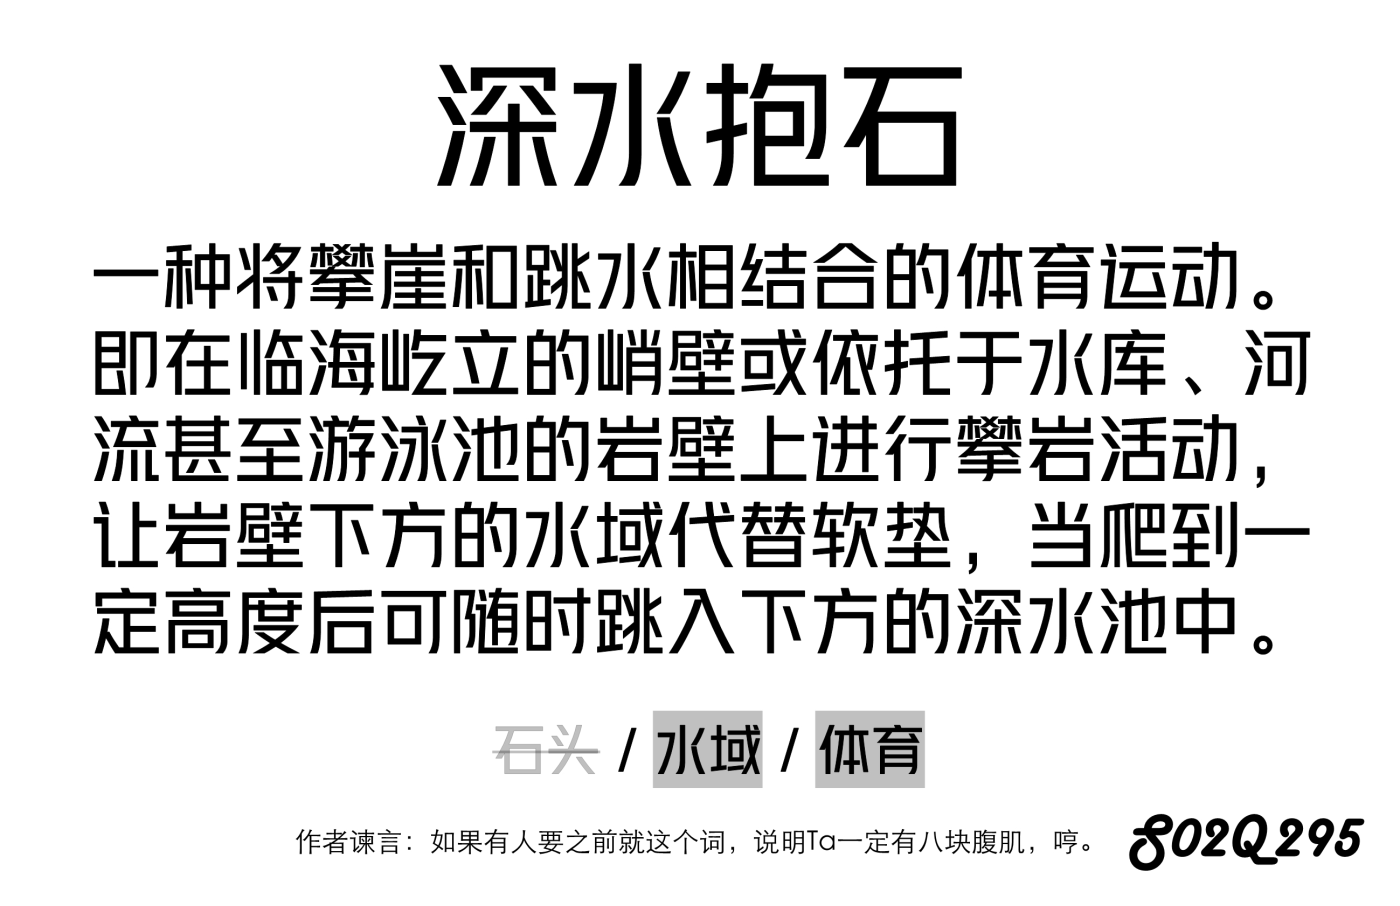 深水抱石
一种将攀崖和跳水相结合的体育运动。
即在临海屹立的峭壁或依托于水库、河
流甚至游泳池的岩壁上进行攀岩活动，
让岩壁下方的水域代替软垫，当爬到一
定高度后可随时跳入下方的深水池中。
石头 / 水域 / 体育
作者谏言：如果有人要之前就这个词，说明Ta一定有八块腹肌，哼。
S02Q295